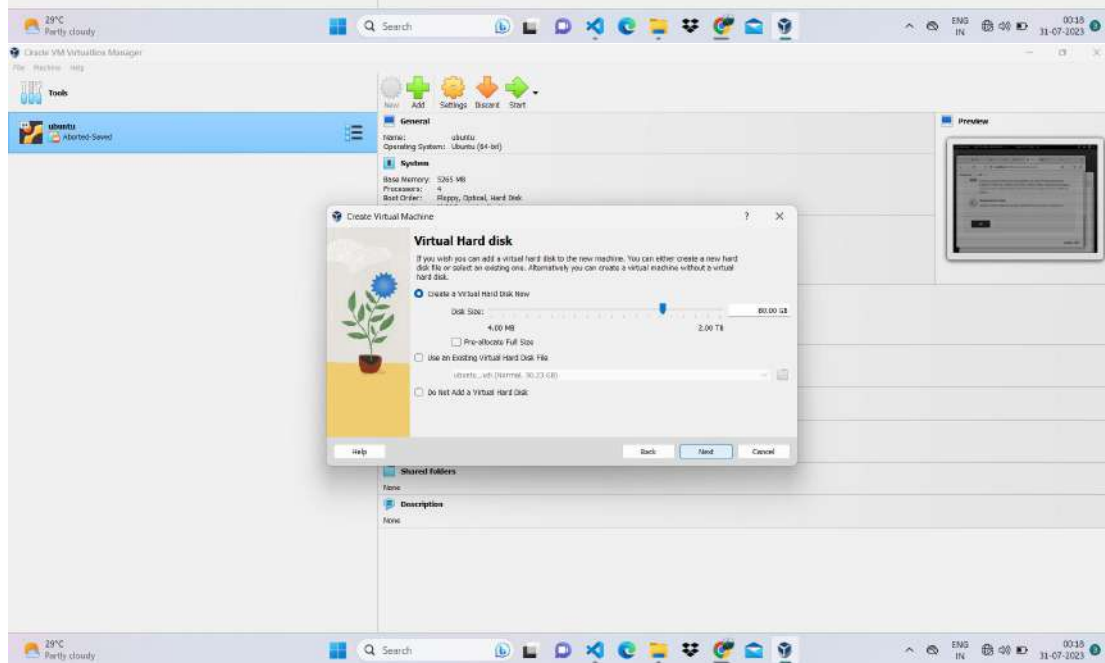 29°C
Partly cloudy
Search
ENG
IN
00:18
31-07-2023
Oracle VM VirtualBox Manager
File Machine Help
Tools
New Add Settings Discard Start
ubuntu
Aborted-Saved
General
Name: ubuntu
Operating System: Ubuntu (64-bit)
Preview
System
Base Memory: 5265 MB
Processors: 4
Boot Order: Floppy, Optical, Hard Disk
Create Virtual Machine
Virtual Hard disk
If you wish you can add a virtual hard disk to the new machine. You can either create a new hard
disk file or select an existing one. Alternatively you can create a virtual machine without a virtual
hard disk.
Create a Virtual Hard Disk Now
Disk Size:
80.00 GB
4.00 MB 2.00 TB
Pre-allocate Full Size
Use an Existing Virtual Hard Disk File
(Normal, 30.23 GB)
Do Not Add a Virtual Hard Disk
Help Back Next Cancel
Shared folders
None
Description
None
29°C
Partly cloudy
Search
ENG
IN
00:18
31-07-2023